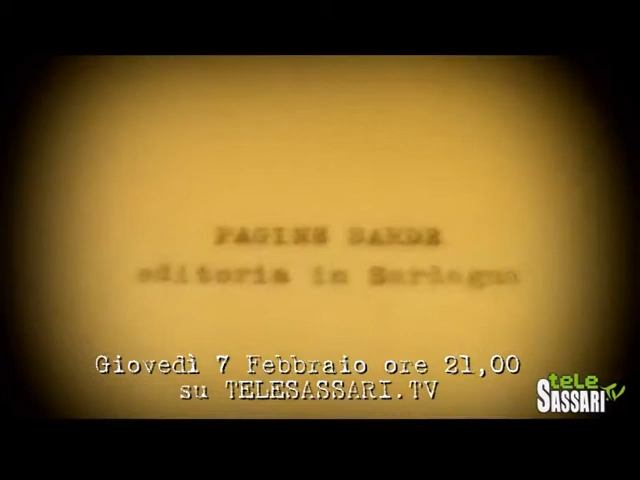 PAGINE SARDE
editoria in Sardegna
Giovedì 7 Febbraio ore 21,00
su TELESASSARI.TV
tele
SASSARI TV